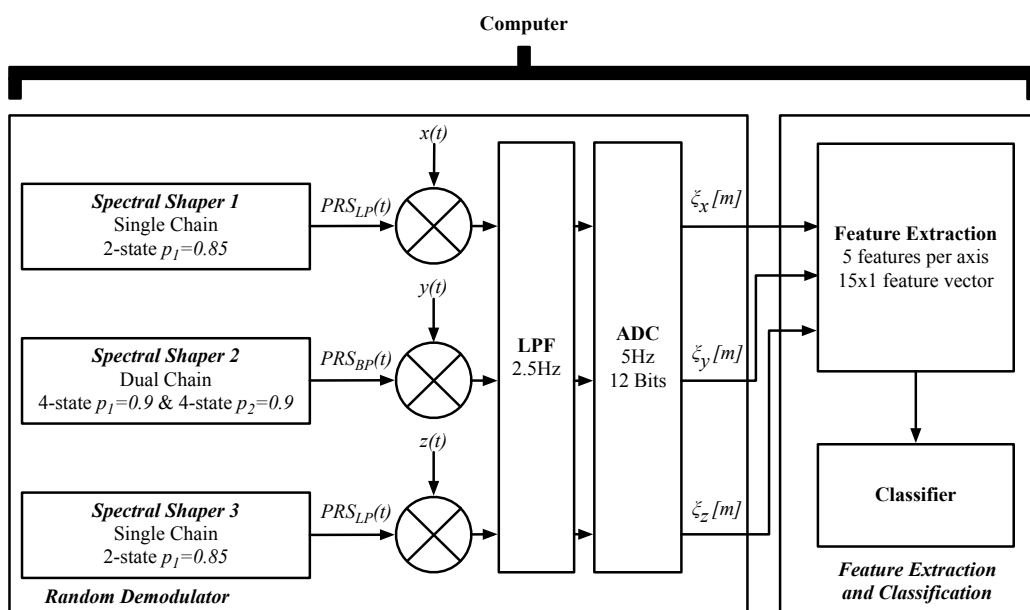 Computer
x(t)
Spectral Shaper 1
Single Chain
2-state p1=0.85
PRSLP(t)
y(t)
Spectral Shaper 2
Dual Chain
4-state p1=0.9 & 4-state p2=0.9
PRSBP(t)
z(t)
Spectral Shaper 3
Single Chain
2-state p1=0.85
PRSLP(t)
LPF
2.5Hz
ADC
5Hz
12 Bits
ξx[m]
ξy[m]
ξz[m]
Random Demodulator
Feature Extraction
5 features per axis
15x1 feature vector
Classifier
Feature Extraction
and Classification